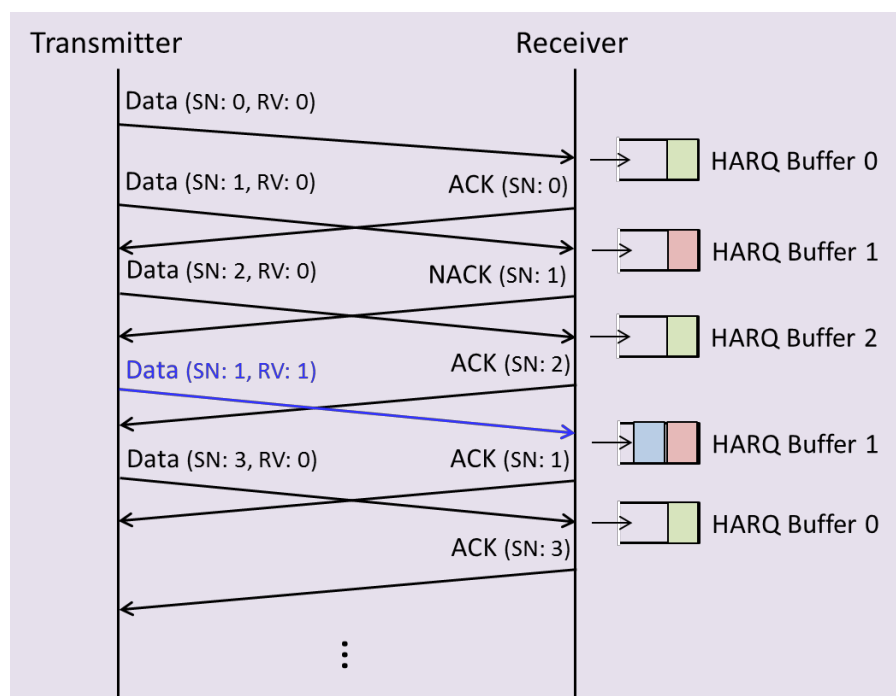 Transmitter
Receiver
Data (SN: 0, RV: 0)
HARQ Buffer 0
Data (SN: 1, RV: 0)
ACK (SN: 0)
HARQ Buffer 1
Data (SN: 2, RV: 0)
NACK (SN: 1)
HARQ Buffer 2
Data (SN: 1, RV: 1)
ACK (SN: 2)
HARQ Buffer 1
Data (SN: 3, RV: 0)
ACK (SN: 1)
HARQ Buffer 0
ACK (SN: 3)